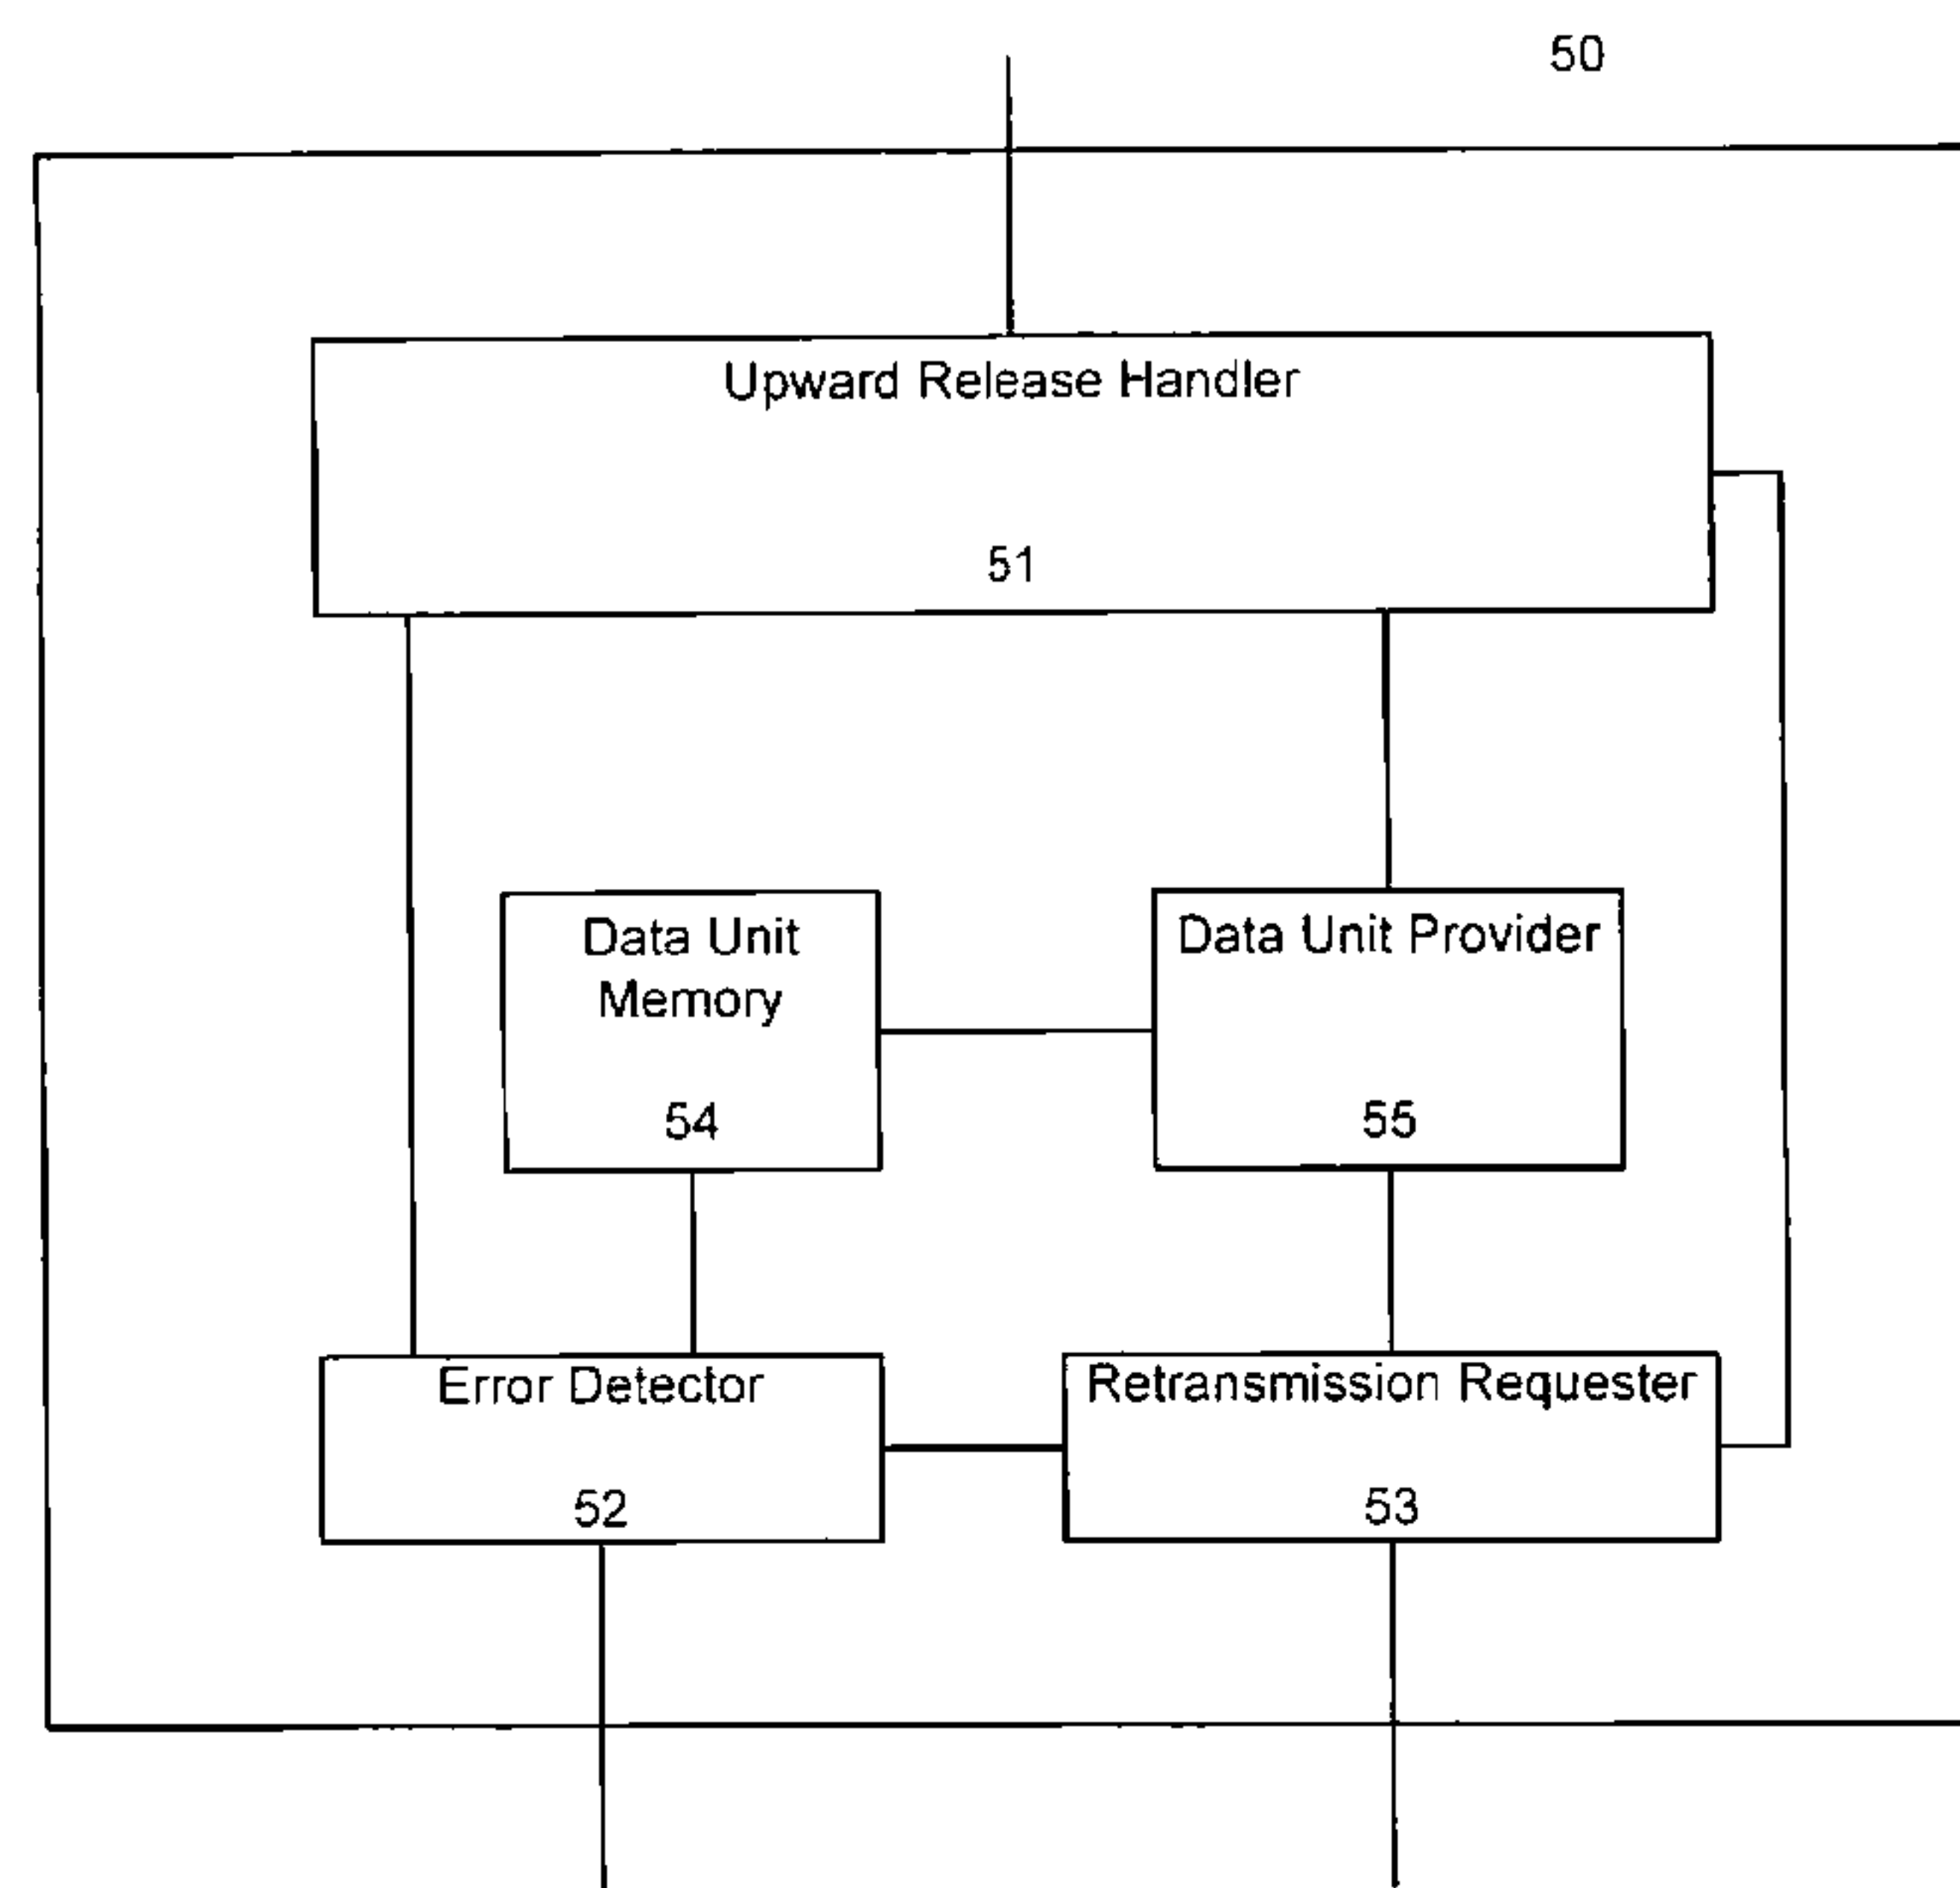 50
Upward Release Handler
51
Data Unit
Memory
54
Data Unit Provider
55
Error Detector
52
Retransmission Requester
53